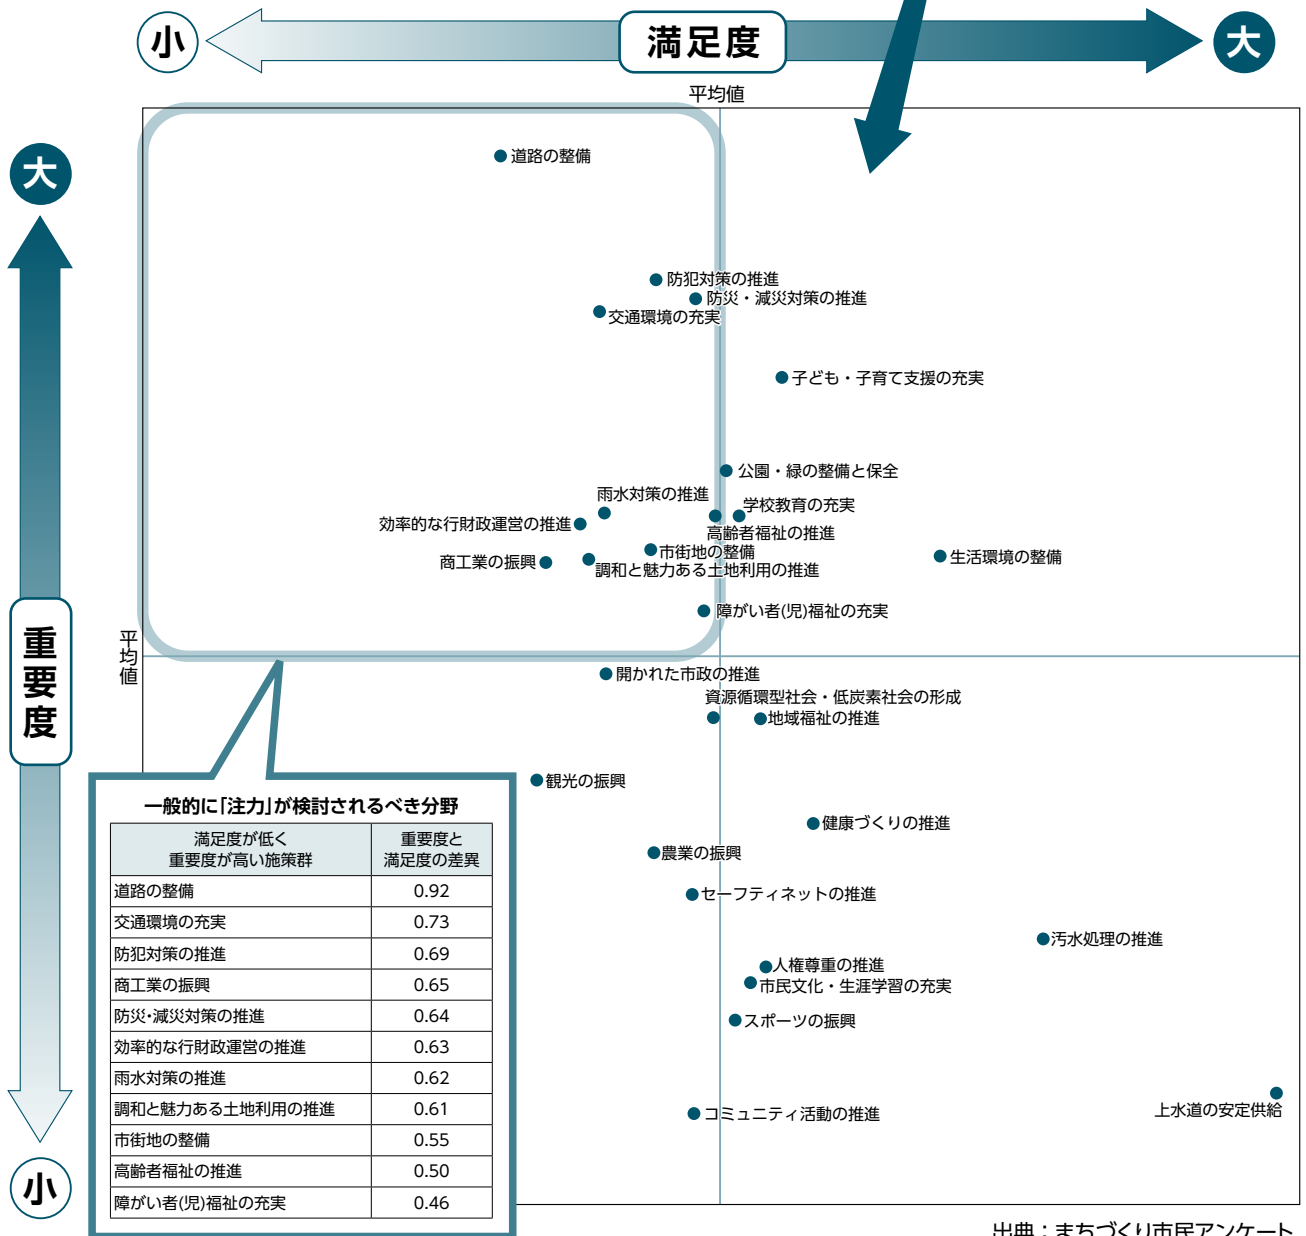 小
満足度
大
平均値
大
重要度
小
平均値
道路の整備
防犯対策の推進
防災・減災対策の推進
交通環境の充実
子ども・子育て支援の充実
公園・緑の整備と保全
雨水対策の推進
学校教育の充実
効率的な行財政運営の推進
高齢者福祉の推進
市街地の整備
商工業の振興
調和と魅力ある土地利用の推進
生活環境の整備
障がい者(児)福祉の充実
開かれた市政の推進
資源循環型社会・低炭素社会の形成
地域福祉の推進
観光の振興
健康づくりの推進
農業の振興
セーフティネットの推進
汚水処理の推進
人権尊重の推進
市民文化・生涯学習の充実
スポーツの振興
上水道の安定供給
コミュニティ活動の推進
一般的に「注力」が検討されるべき分野
満足度が低く
重要度が高い施策群
重要度と
満足度の差異
道路の整備 0.92
交通環境の充実 0.73
防犯対策の推進 0.69
商工業の振興 0.65
防災・減災対策の推進 0.64
効率的な行財政運営の推進 0.63
雨水対策の推進 0.62
調和と魅力ある土地利用の推進 0.61
市街地の整備 0.55
高齢者福祉の推進 0.50
障がい者(児)福祉の充実 0.46
出典：まちづくり市民アンケート